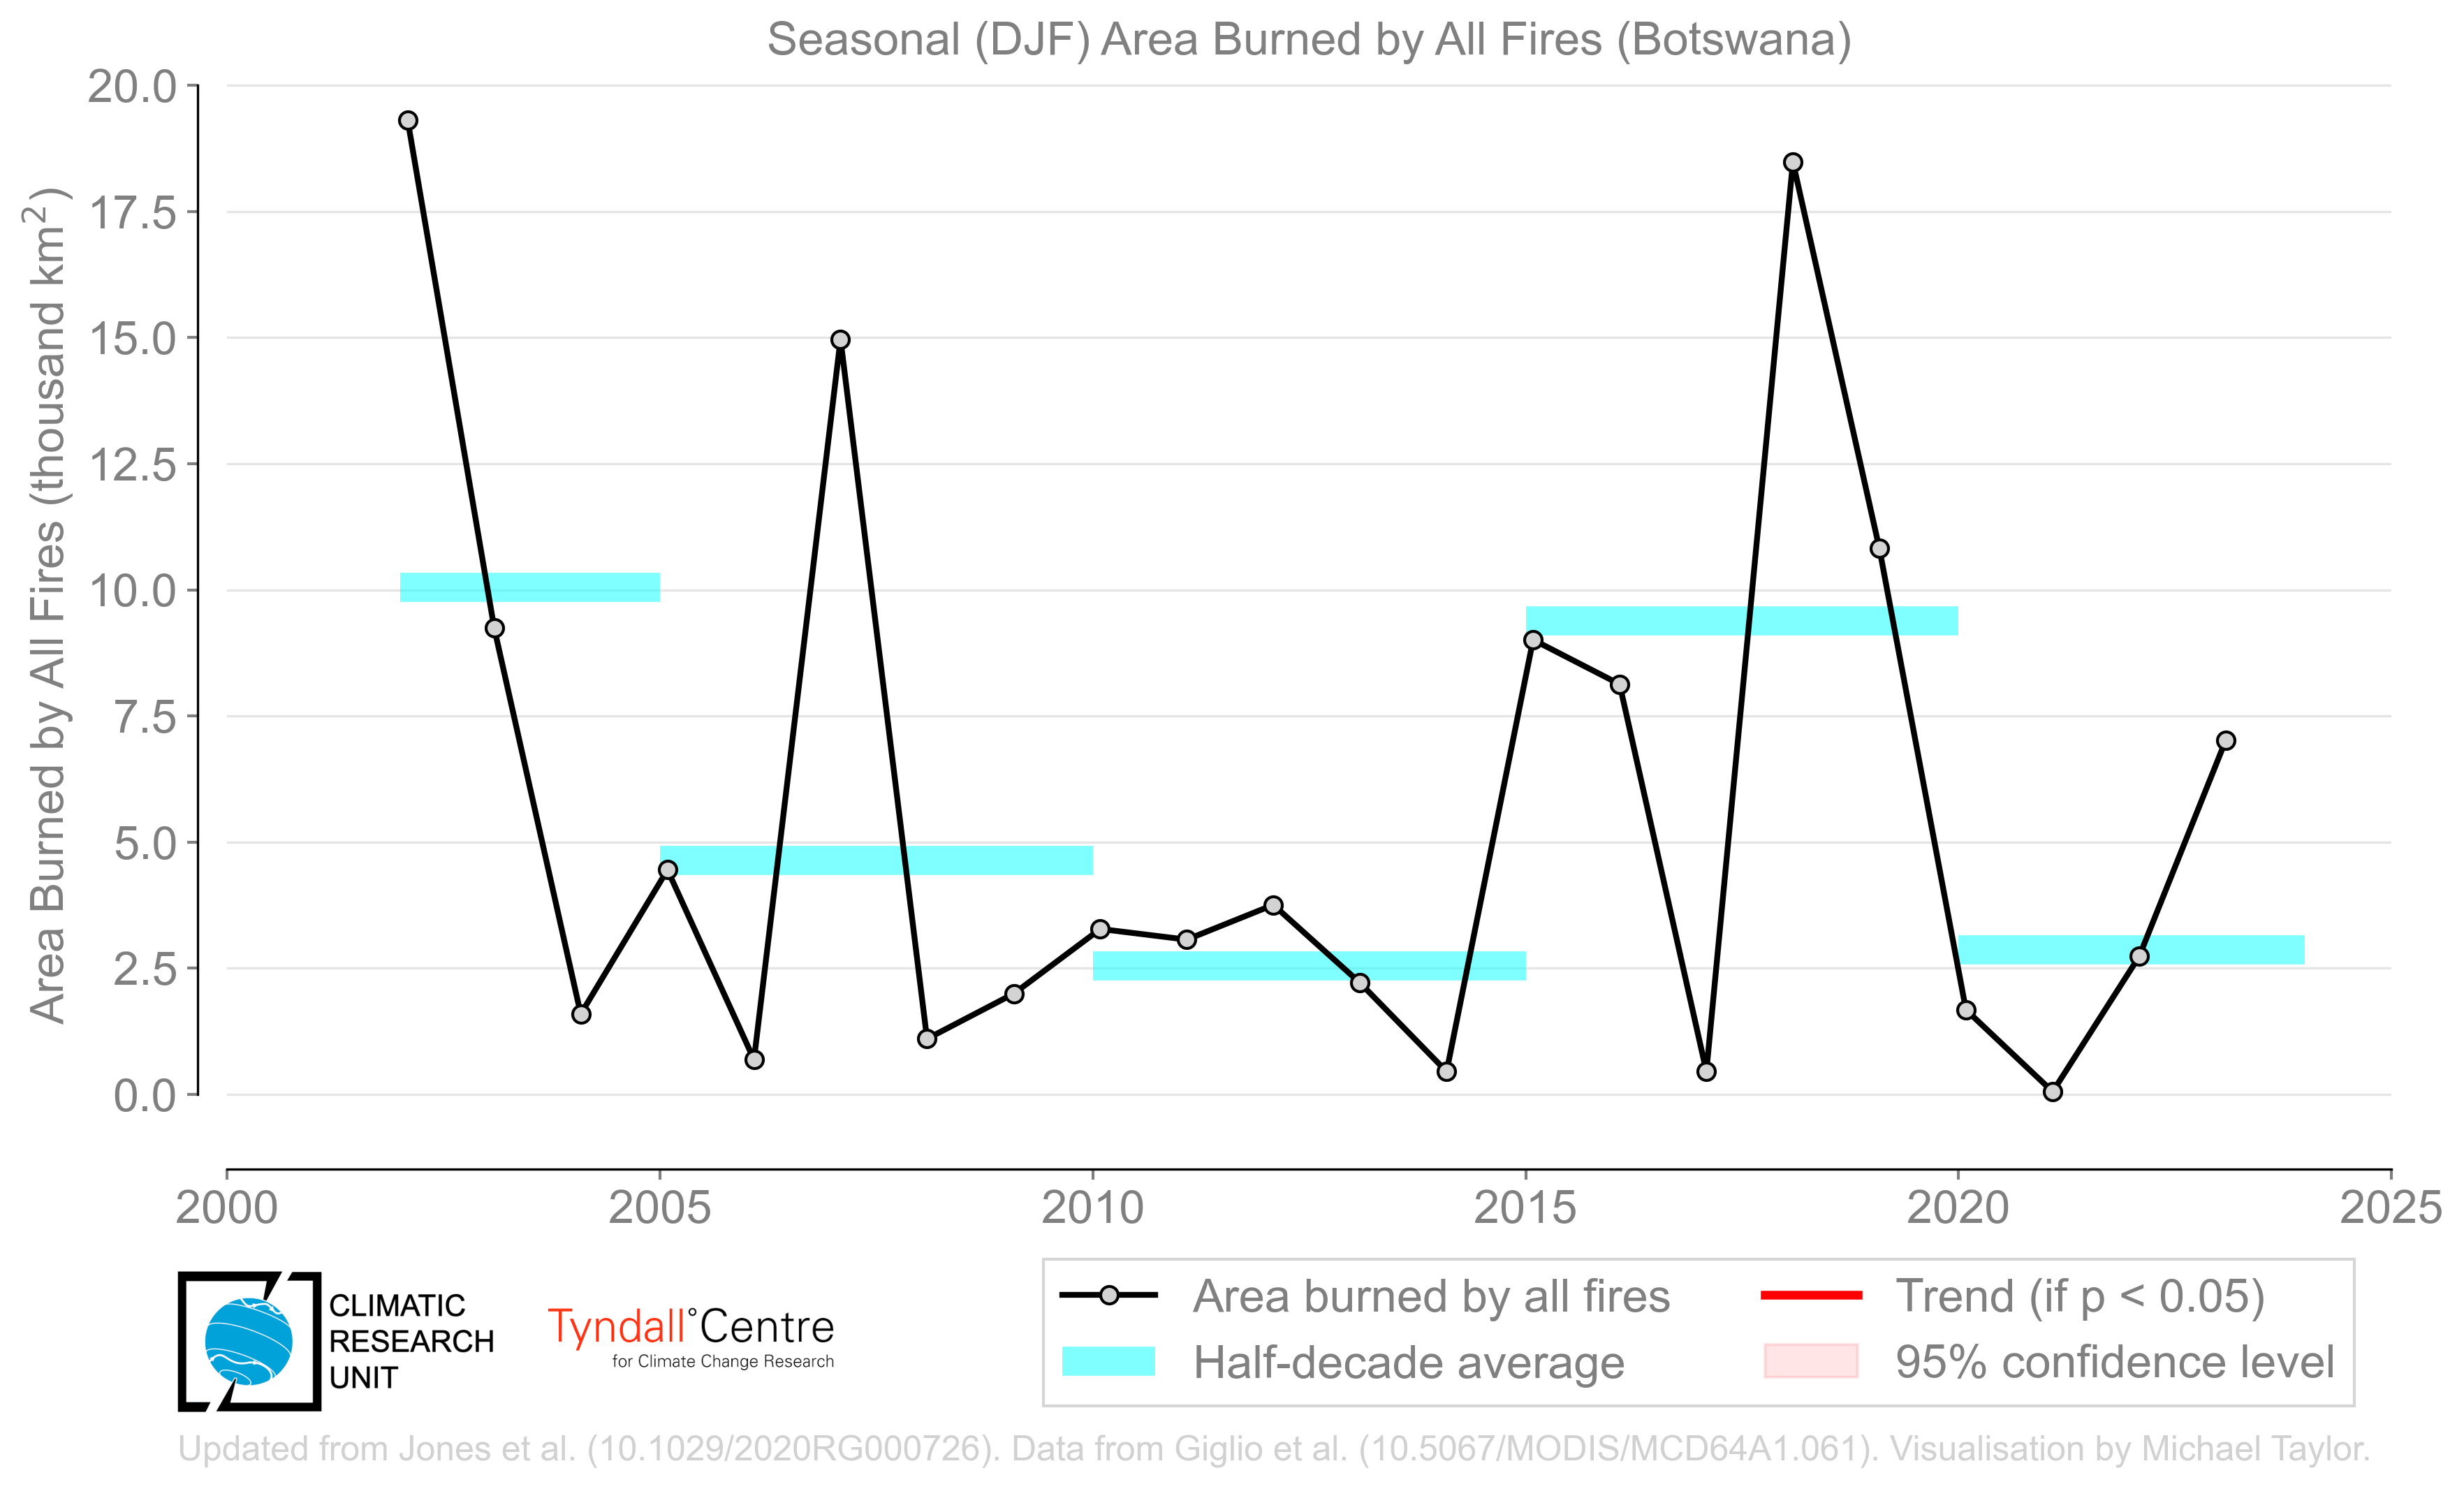 Seasonal (DJF) Area Burned by All Fires (Botswana)
Area Burned by All Fires (thousand km²)
20.0
17.5
15.0
12.5
10.0
7.5
5.0
2.5
0.0
2000 2005 2010 2015 2020 2025
Area burned by all fires
Half-decade average
Trend (if p < 0.05)
95% confidence level
CLIMATIC
RESEARCH
UNIT
Tyndall°Centre
for Climate Change Research
Updated from Jones et al. (10.1029/2020RG000726). Data from Giglio et al. (10.5067/MODIS/MCD64A1.061). Visualisation by Michael Taylor.